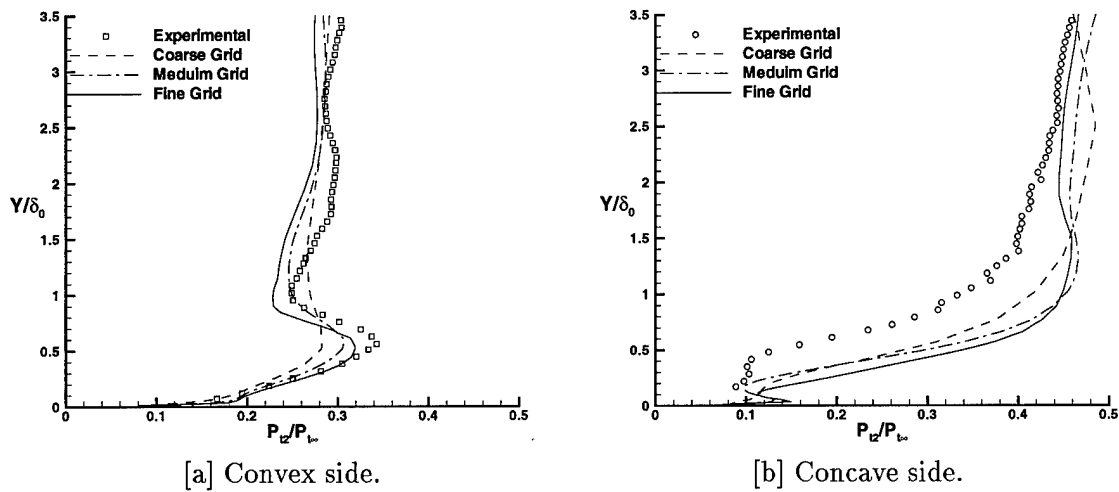 3.5
3
2.5
2
1.5
1
0.5
0
Y/δ₀
Experimental
Coarse Grid
Meduim Grid
Fine Grid
0 0.1 0.2 0.3 0.4 0.5
Pt2/Pt∞
[a] Convex side.
3.5
3
2.5
2
1.5
1
0.5
0
Y/δ₀
Experimental
Coarse Grid
Meduim Grid
Fine Grid
0 0.1 0.2 0.3 0.4 0.5
Pt2/Pt∞
[b] Concave side.